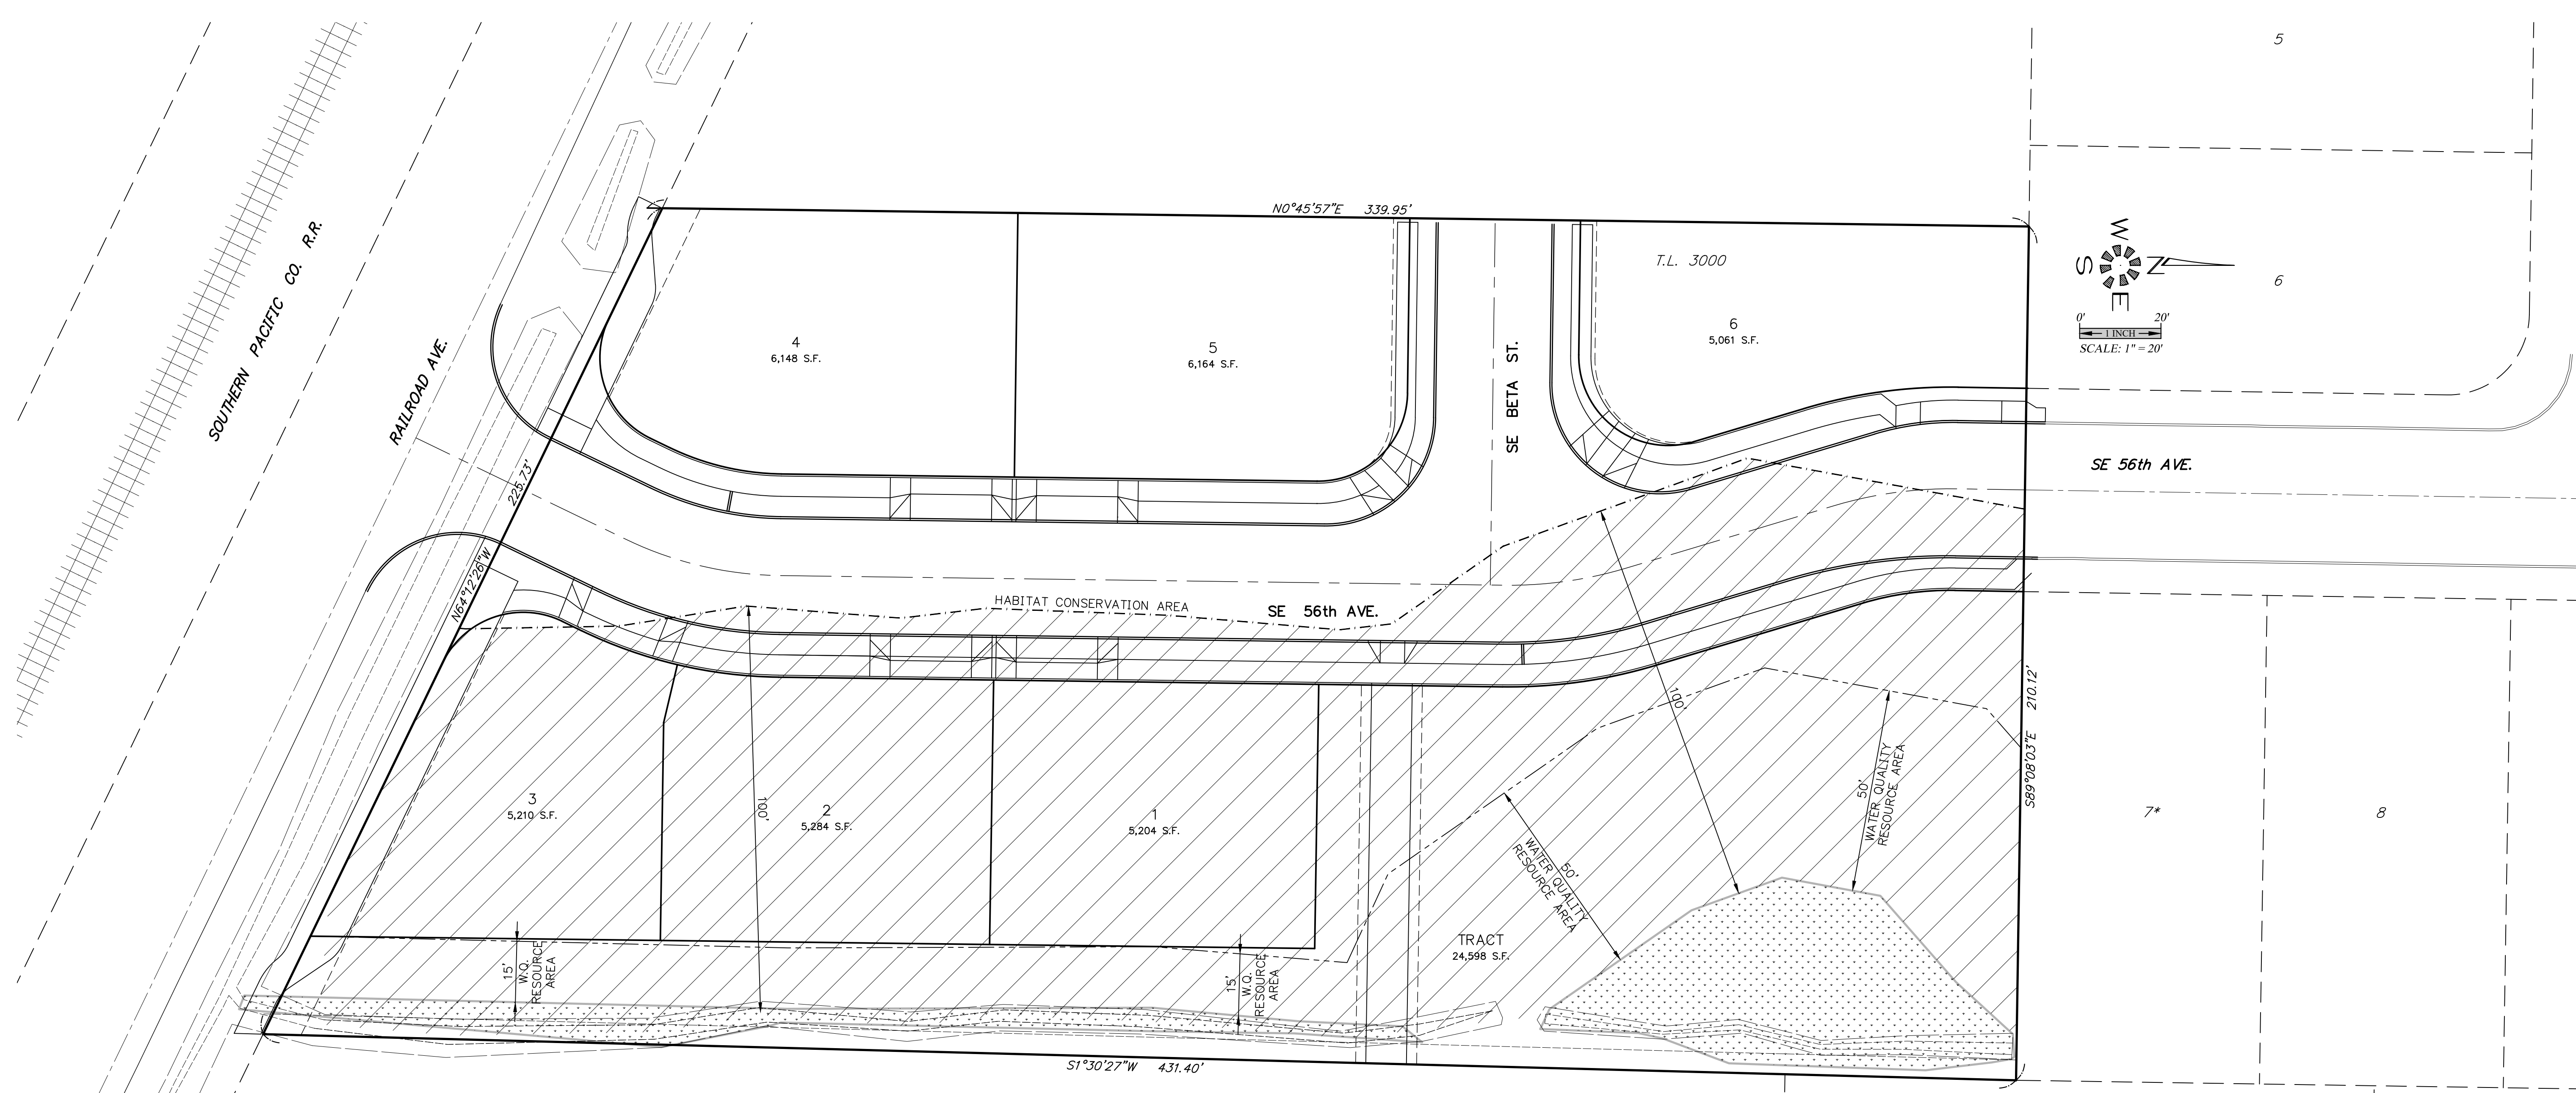 5
SOUTHERN PACIFIC CO. R.R.
N0°45'57"E 339.95'
T.L. 3000
W
S
N
E
6
0' 20'
1 INCH
SCALE: 1" = 20'
4
6,148 S.F.
5
6,164 S.F.
6
5,061 S.F.
RAILROAD AVE.
SE BETA ST.
SE 56th AVE.
225.73'
N64°12'26"W
HABITAT CONSERVATION AREA
SE 56th AVE.
100'
S89°08'03"E 210.12'
50'
WATER QUALITY
RESOURCE AREA
3
5,210 S.F.
100'
2
5,284 S.F.
1
5,204 S.F.
7*
8
50'
WATER QUALITY
RESOURCE AREA
TRACT
24,598 S.F.
15'
W.Q.
RESOURCE
AREA
15'
W.Q.
RESOURCE
AREA
S1°30'27"W 431.40'